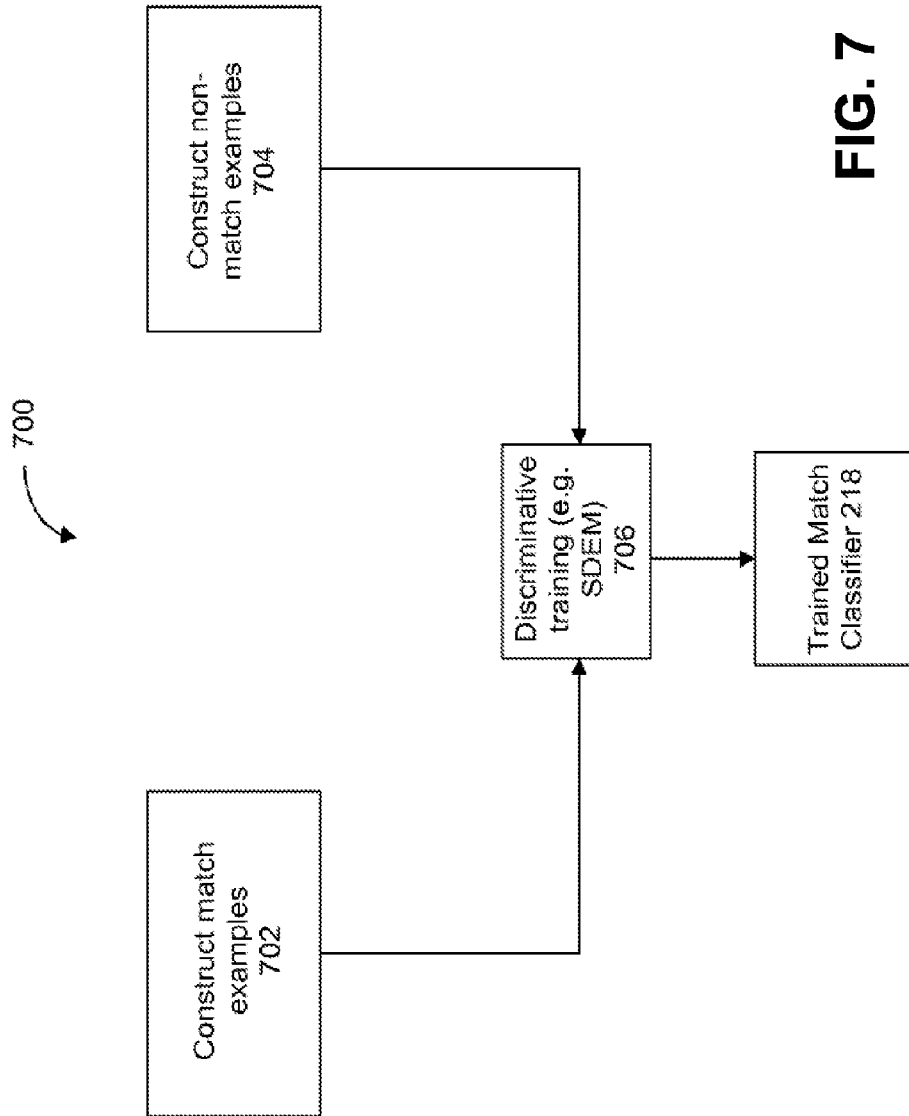 700
Construct match
examples
702
Construct non-
match examples
704
Discriminative
training (e.g.
SDEM)
706
Trained Match
Classifier 218
FIG. 7